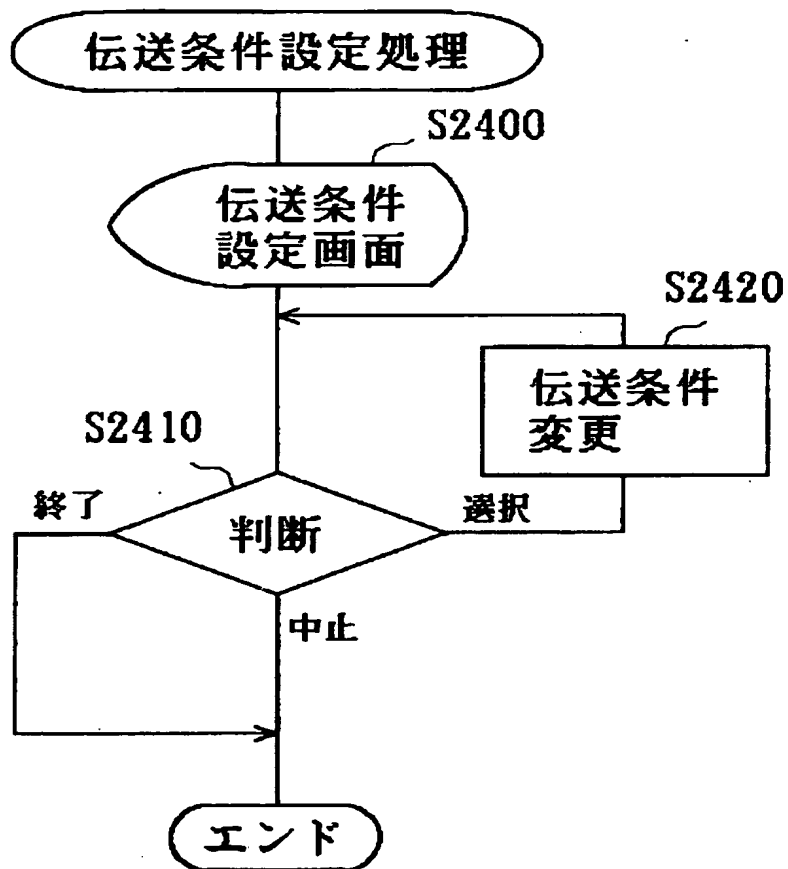 伝送条件設定処理
S2400
伝送条件
設定画面
S2420
伝送条件
変更
S2410
終了
判断
選択
中止
エンド